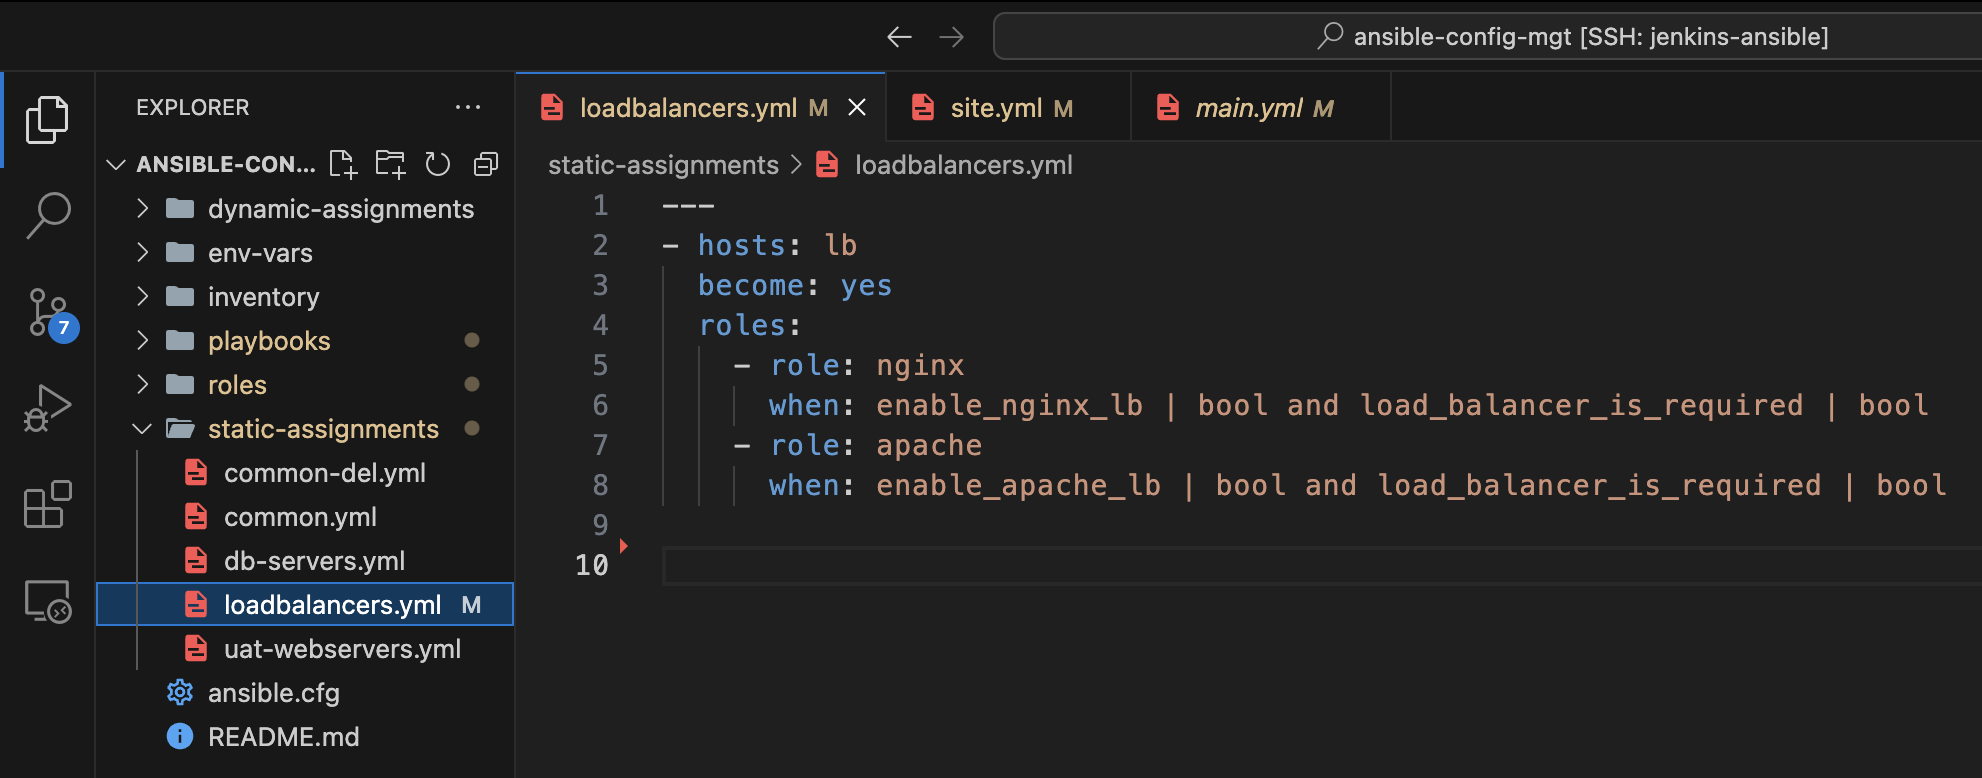 ansible-config-mgt [SSH: jenkins-ansible]
EXPLORER
loadbalancers.yml M
site.yml M
main.yml M
ANSIBLE-CON...
static-assignments > loadbalancers.yml
dynamic-assignments
env-vars
inventory
playbooks
roles
static-assignments
common-del.yml
common.yml
db-servers.yml
loadbalancers.yml M
uat-webservers.yml
ansible.cfg
README.md
7
1 ---
2 - hosts: lb
3   become: yes
4   roles:
5     - role: nginx
6       when: enable_nginx_lb | bool and load_balancer_is_required | bool
7     - role: apache
8       when: enable_apache_lb | bool and load_balancer_is_required | bool
9
10